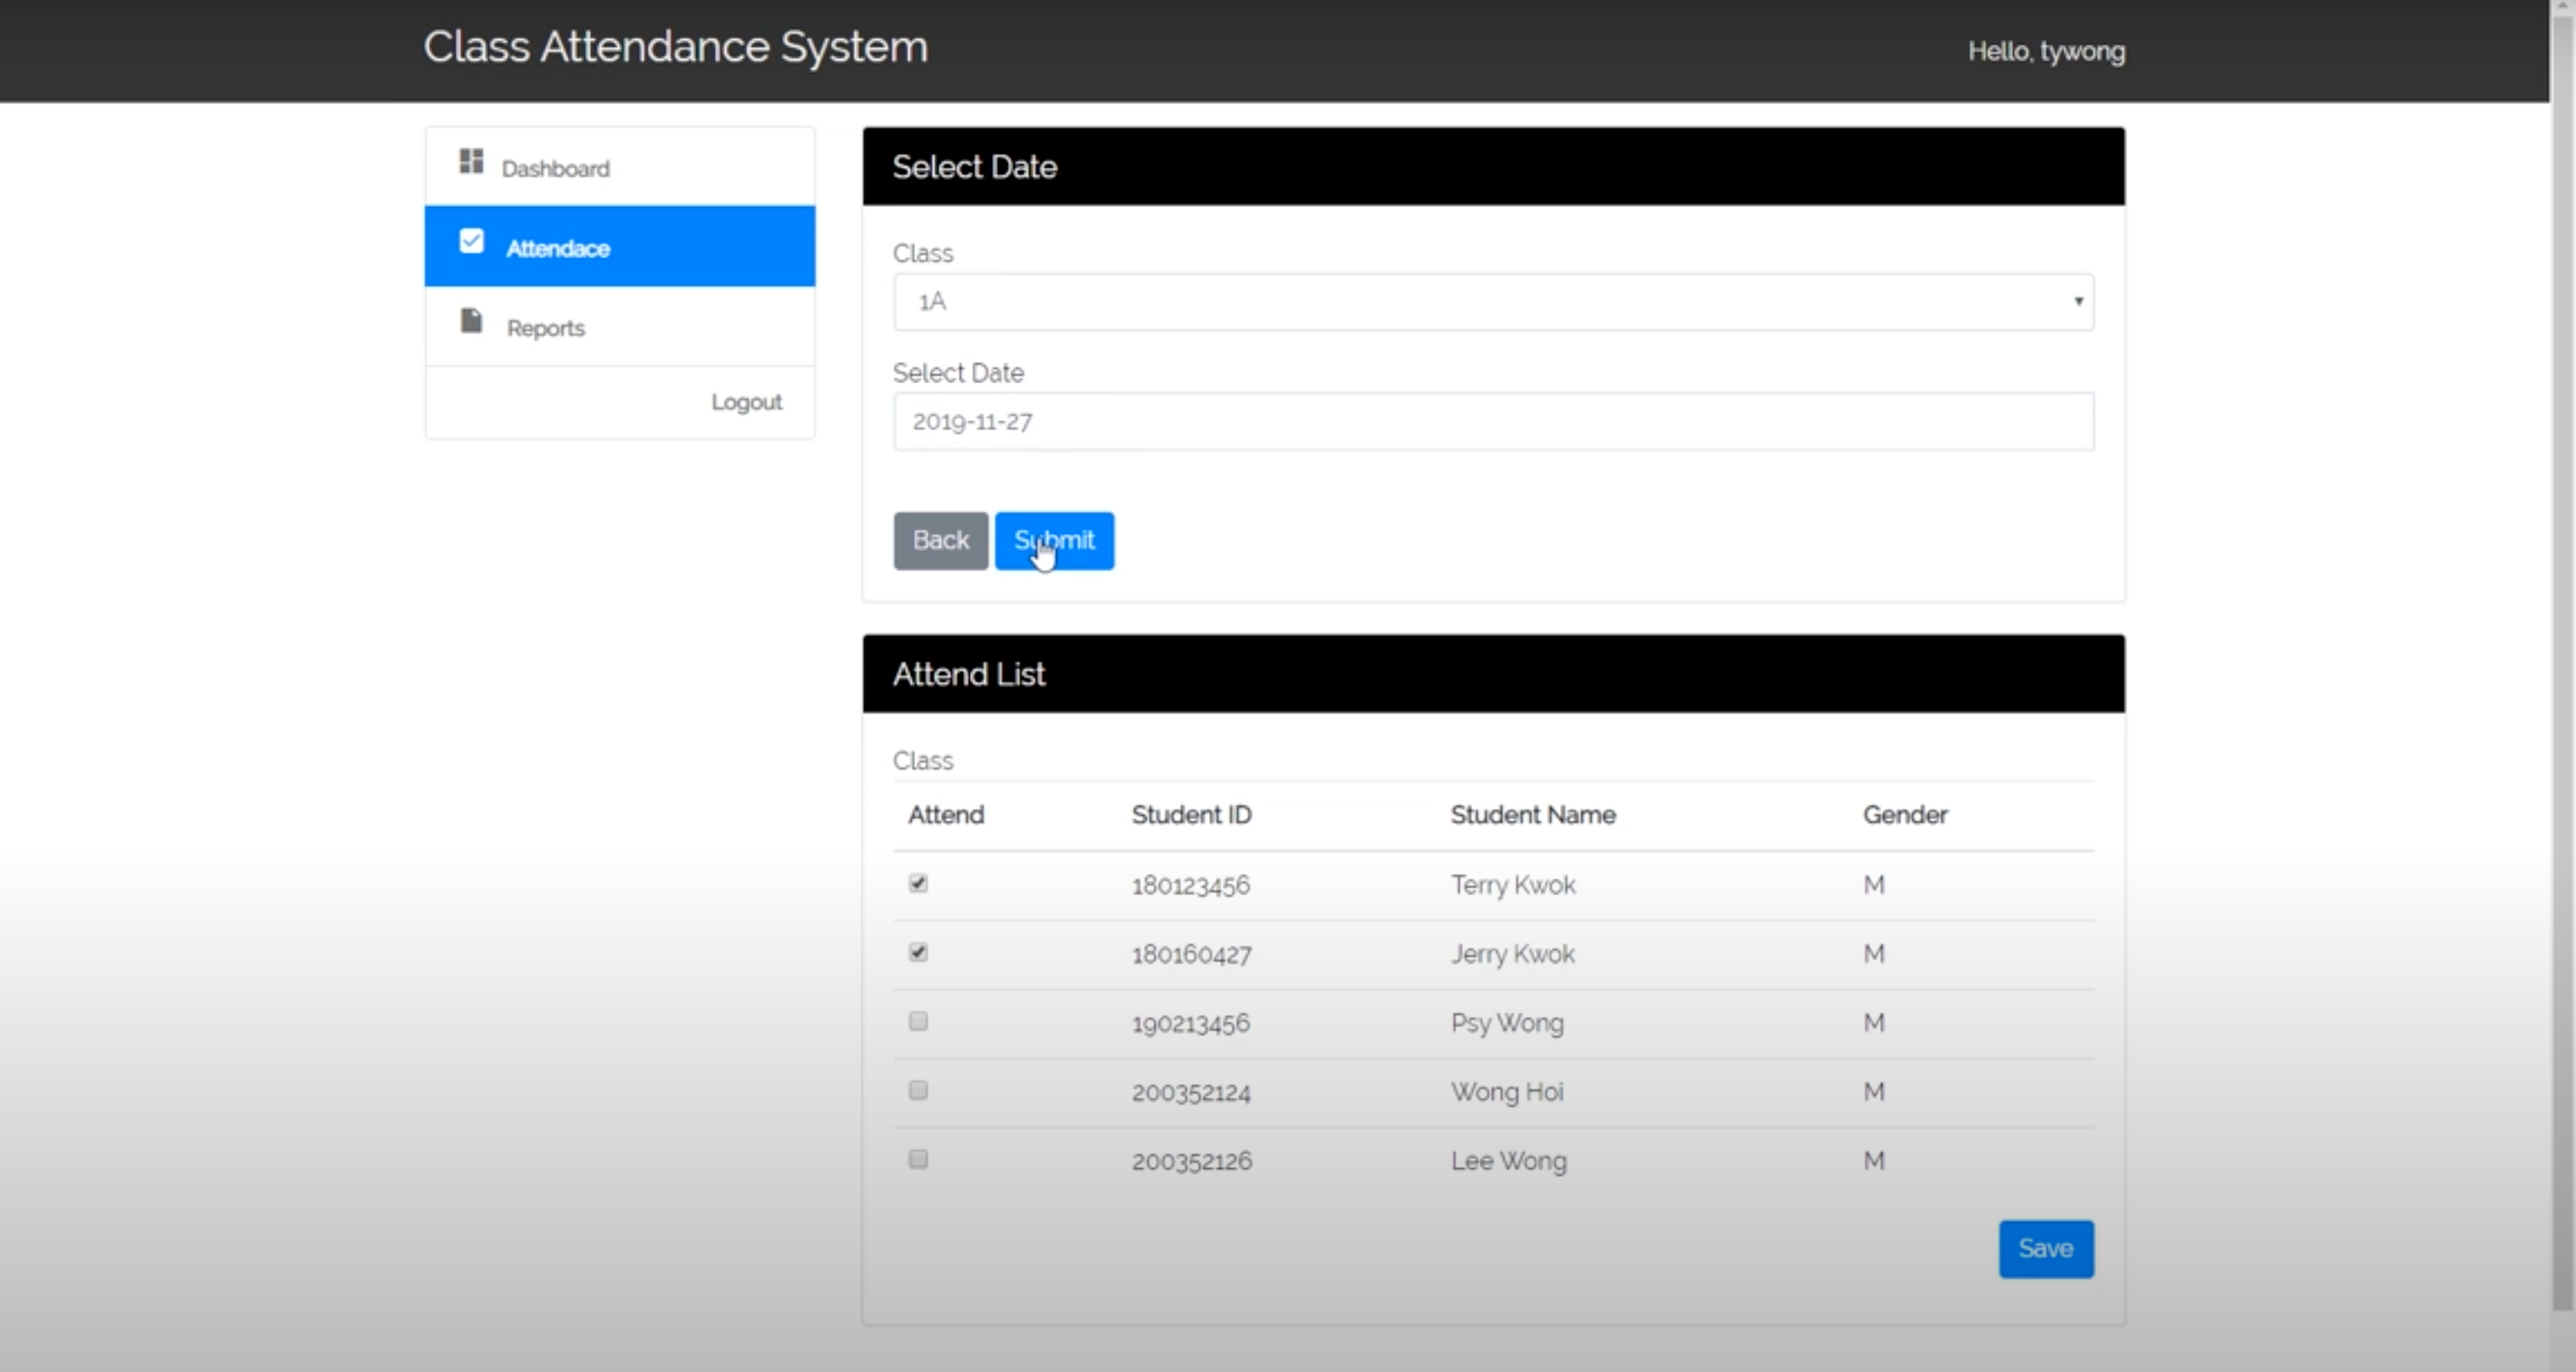 Class Attendance System
Hello, tywong
Dashboard
Attendace
Reports
Logout
Select Date
Class
1A
Select Date
2019-11-27
Back Submit
Attend List
Class
Attend Student ID Student Name Gender
180123456 Terry Kwok M
180160427 Jerry Kwok M
190213456 Psy Wong M
200352124 Wong Hoi M
200352126 Lee Wong M
Save